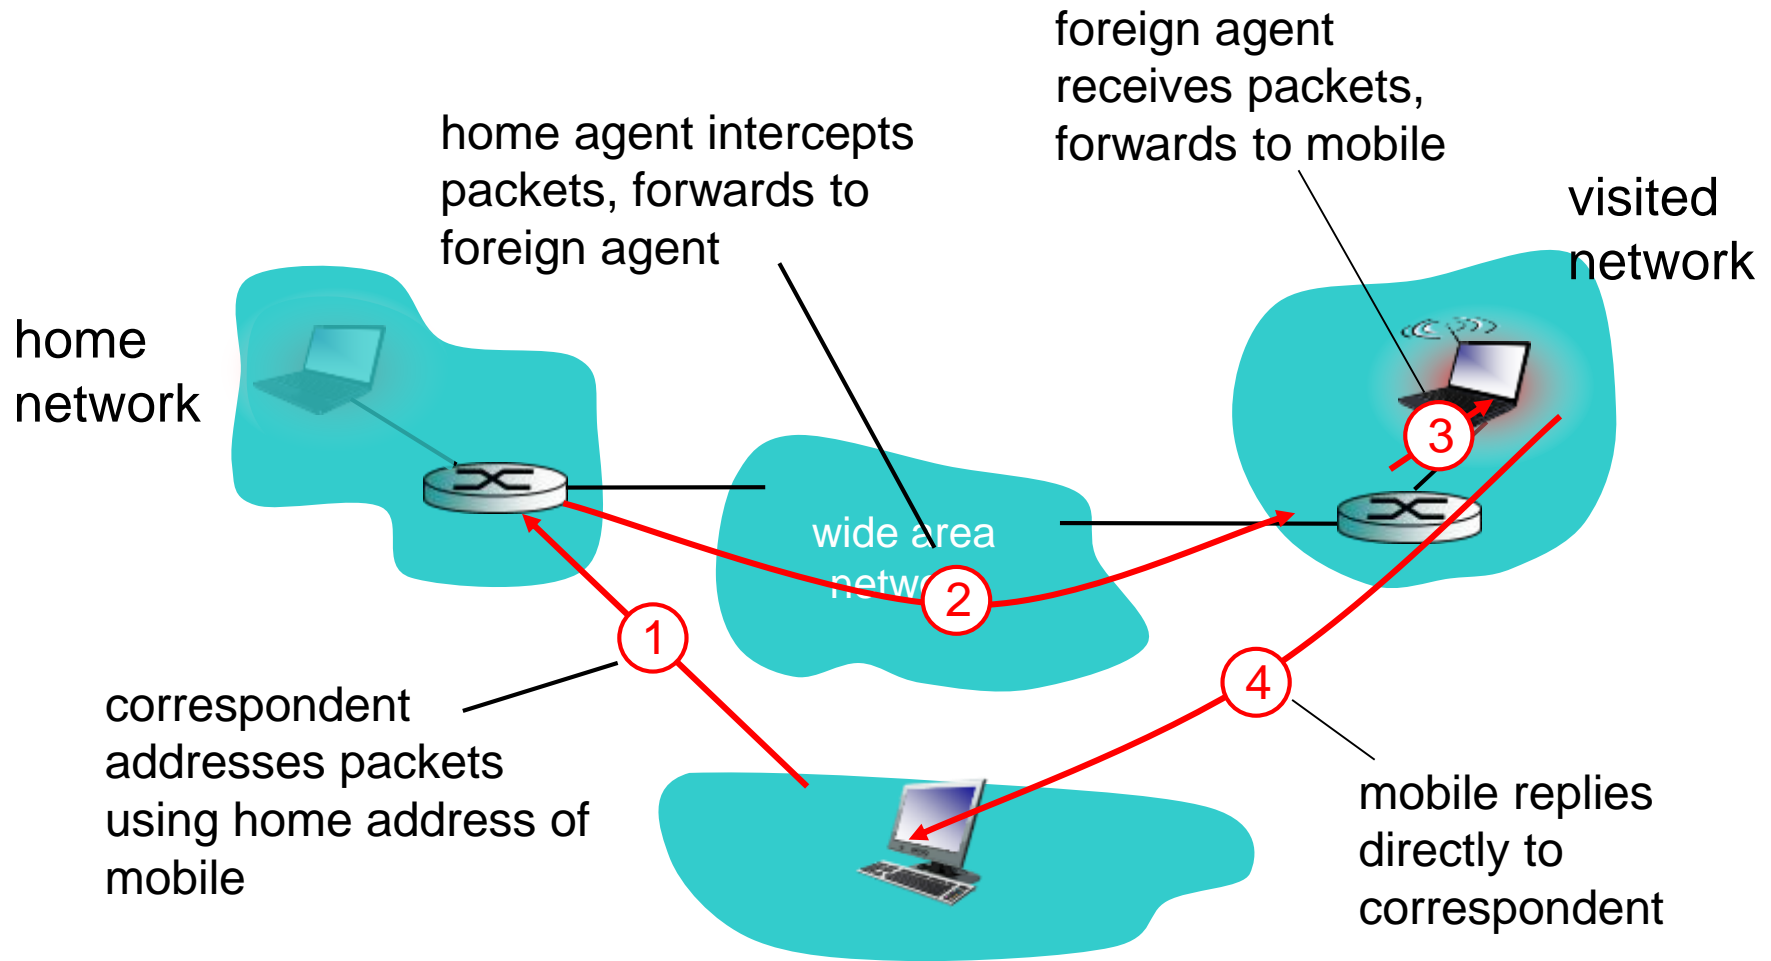 foreign agent
receives packets,
forwards to mobile
home agent intercepts
packets, forwards to
foreign agent
visited
network
home
network
3
wide area
network
2
1
4
correspondent
addresses packets
using home address of
mobile
mobile replies
directly to
correspondent